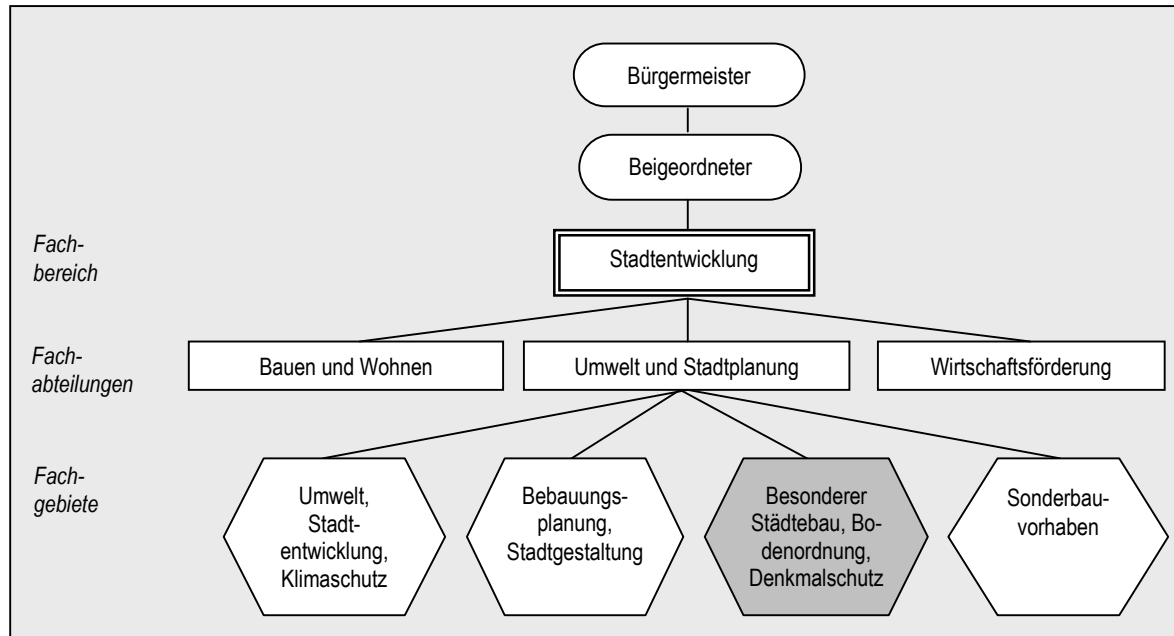 Bürgermeister
Beigeordneter
Fach-
bereich
Stadtentwicklung
Fach-
abteilungen
Bauen und Wohnen
Umwelt und Stadtplanung
Wirtschaftsförderung
Fach-
gebiete
Umwelt,
Stadt-
entwicklung,
Klimaschutz
Bebauungs-
planung,
Stadtgestaltung
Besonderer
Städtebau, Bo-
denordnung,
Denkmalschutz
Sonderbau-
vorhaben